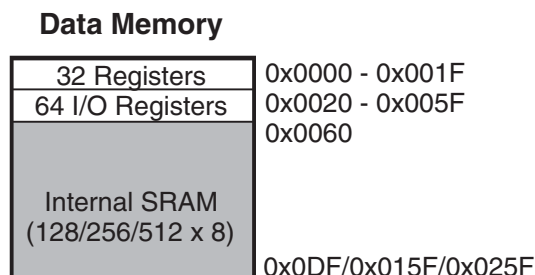 Data Memory
32 Registers 0x0000 - 0x001F
64 I/O Registers 0x0020 - 0x005F
0x0060
Internal SRAM
(128/256/512 x 8)
0x0DF/0x015F/0x025F